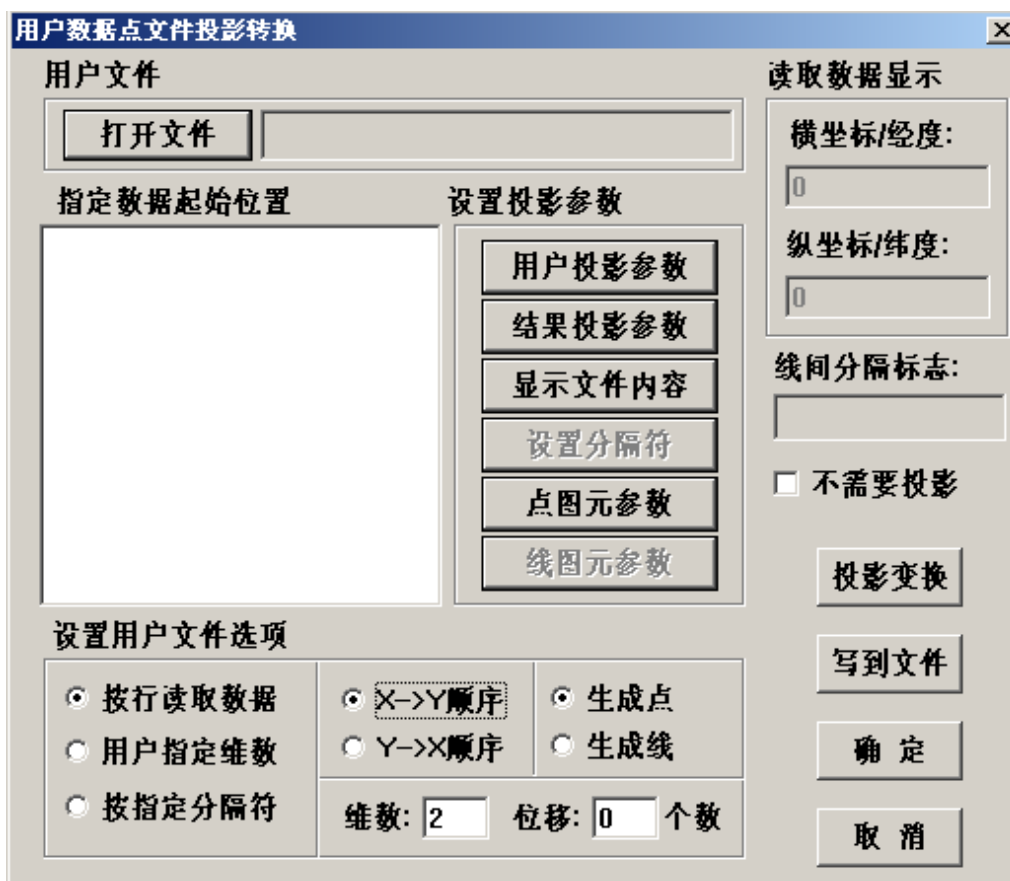 用户数据点文件投影转换
用户文件
打开文件
指定数据起始位置
设置投影参数
用户投影参数
结果投影参数
显示文件内容
设置分隔符
点图元参数
线图元参数
读取数据显示
横坐标/经度:
0
纵坐标/纬度:
0
线间分隔标志:
不需要投影
投影变换
写到文件
确 定
取 消
设置用户文件选项
按行读取数据
用户指定维数
按指定分隔符
X->Y顺序
Y->X顺序
生成点
生成线
维数: 2 位移: 0 个数